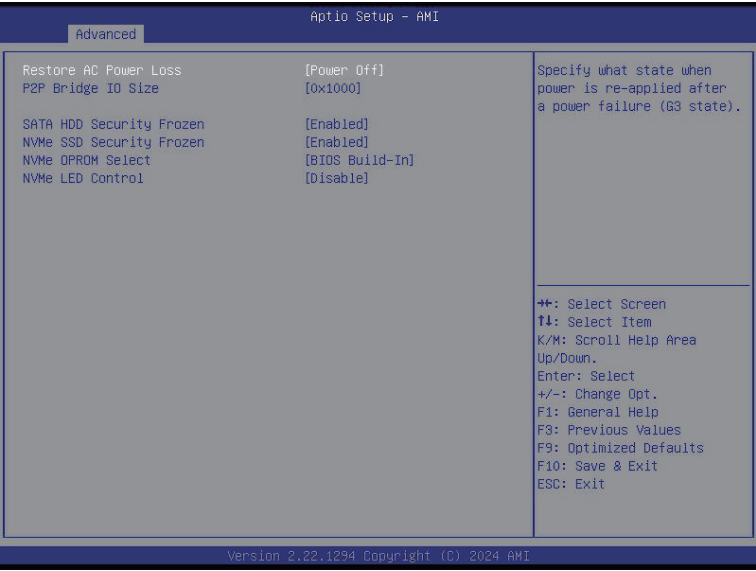 Aptio Setup – AMI
Advanced
Restore AC Power Loss [Power Off]
P2P Bridge IO Size [0x1000]
SATA HDD Security Frozen [Enabled]
NVMe SSD Security Frozen [Enabled]
NVMe OPROM Select [BIOS Build-In]
NVMe LED Control [Disable]
Specify what state when
power is re-applied after
a power failure (G3 state).
→←: Select Screen
↑↓: Select Item
K/M: Scroll Help Area
Up/Down.
Enter: Select
+/-: Change Opt.
F1: General Help
F3: Previous Values
F9: Optimized Defaults
F10: Save & Exit
ESC: Exit
Version 2.22.1294 Copyright (C) 2024 AMI